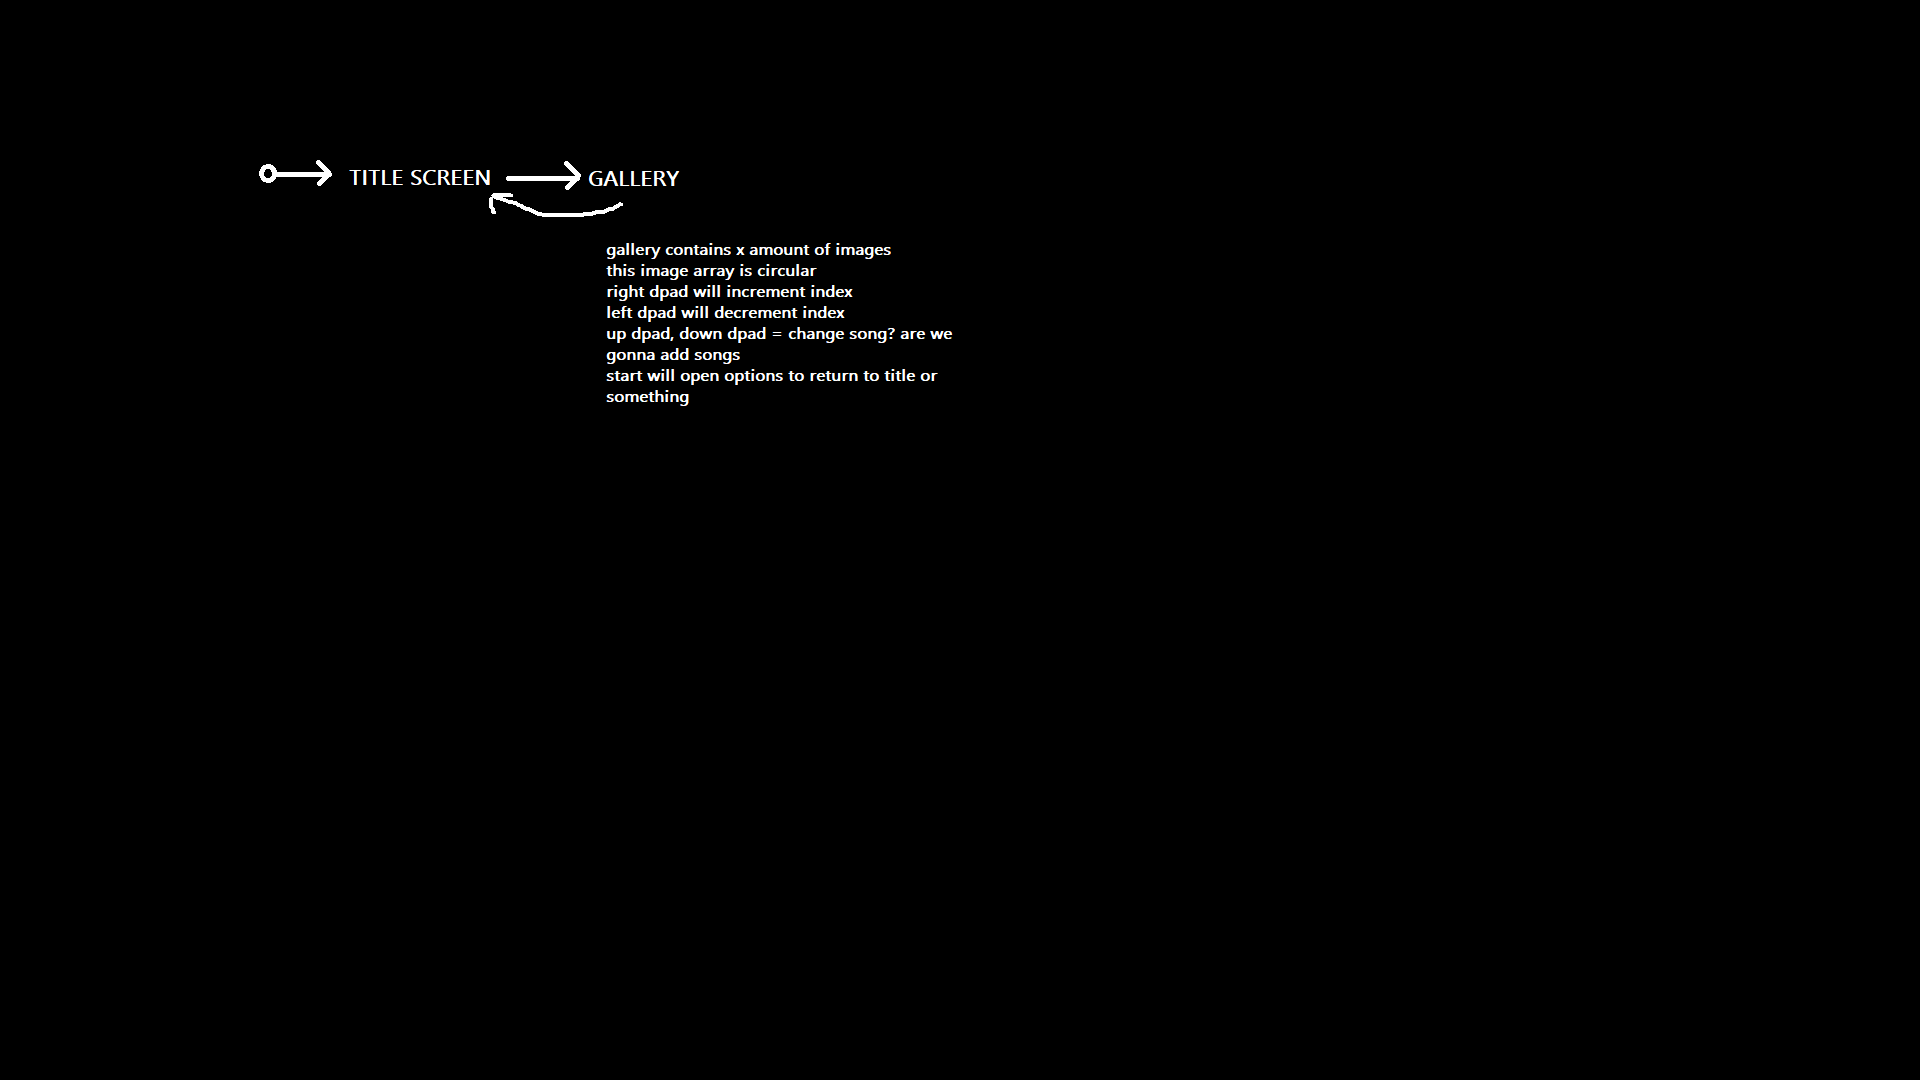 TITLE SCREEN
GALLERY
gallery contains x amount of images
this image array is circular
right dpad will increment index
left dpad will decrement index
up dpad, down dpad = change song? are we
gonna add songs
start will open options to return to title or
something